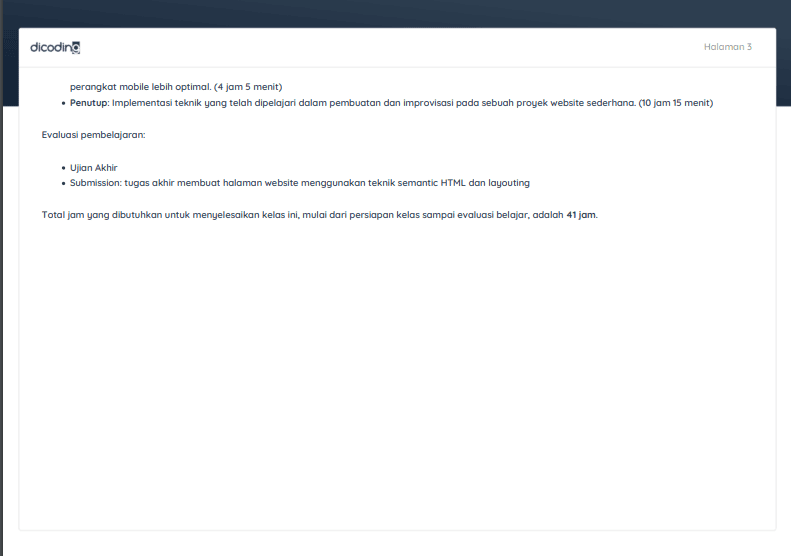 dicoding
Halaman 3
perangkat mobile lebih optimal. (4 jam 5 menit)
• Penutup: Implementasi teknik yang telah dipelajari dalam pembuatan dan improvisasi pada sebuah proyek website sederhana. (10 jam 15 menit)
Evaluasi pembelajaran:
• Ujian Akhir
• Submission: tugas akhir membuat halaman website menggunakan teknik semantic HTML dan layouting
Total jam yang dibutuhkan untuk menyelesaikan kelas ini, mulai dari persiapan kelas sampai evaluasi belajar, adalah 41 jam.